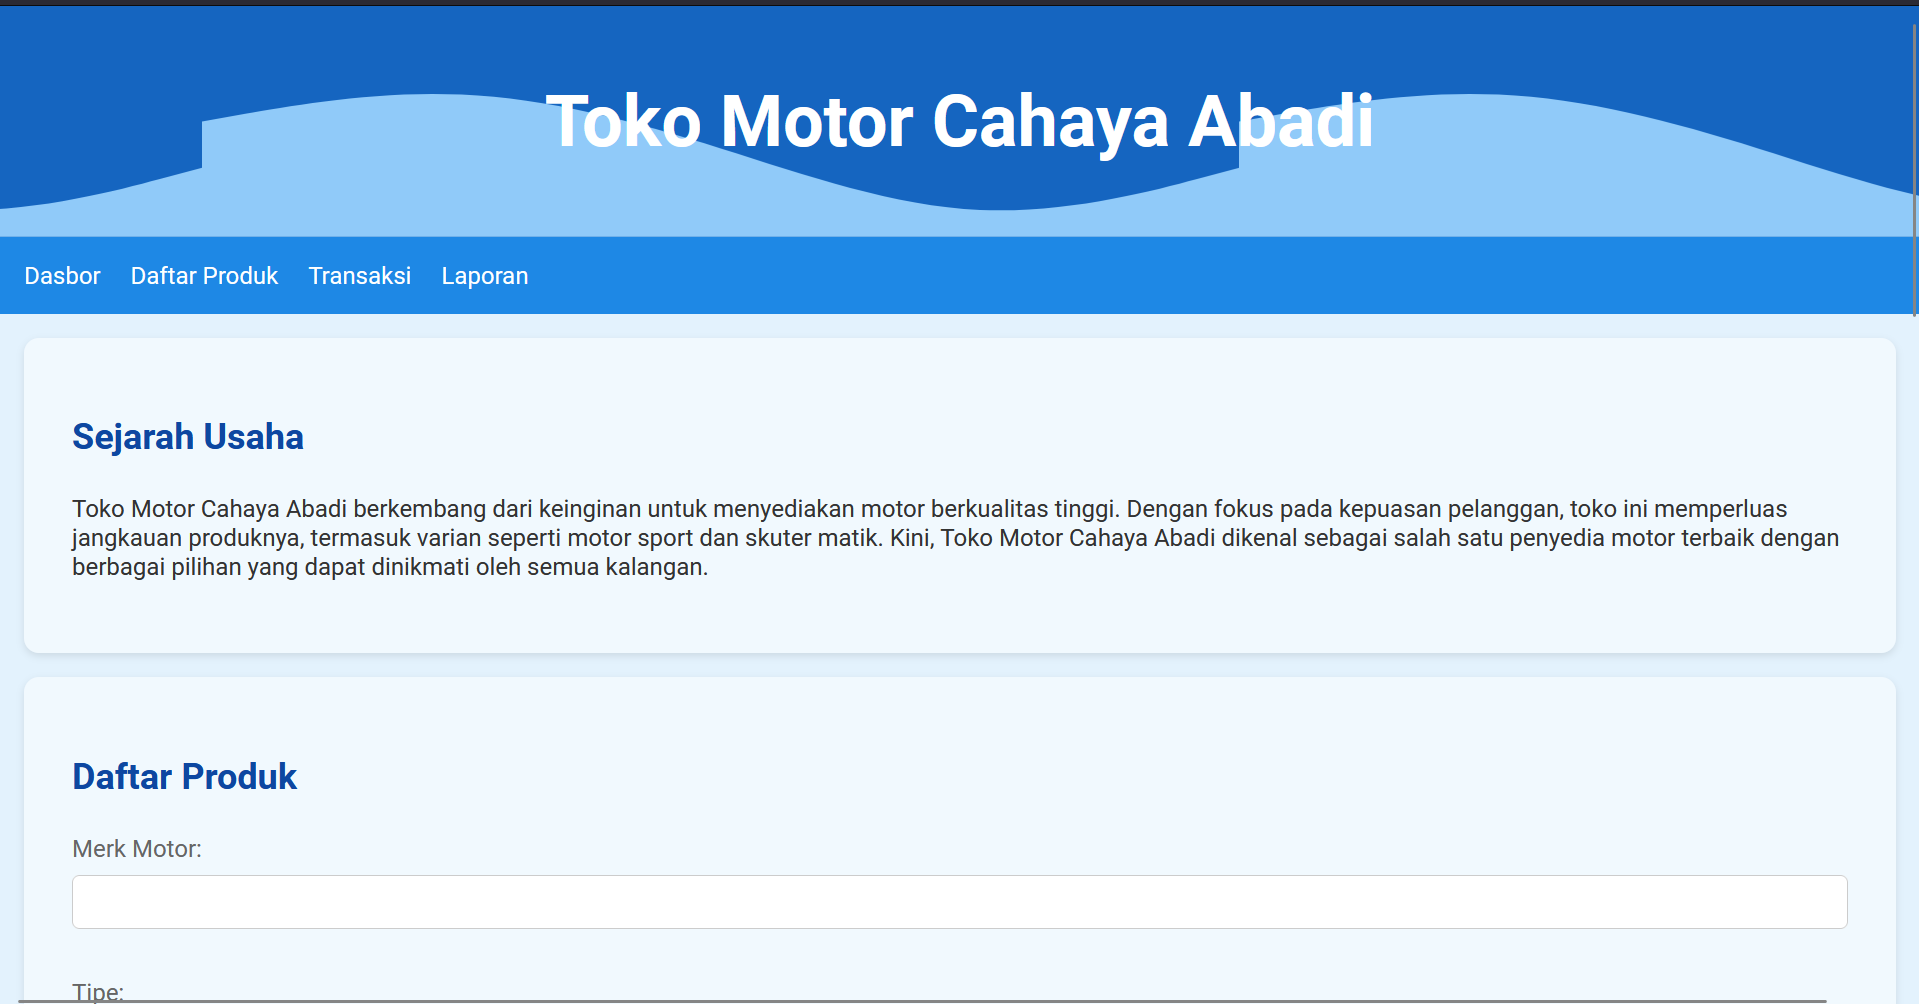 Toko Motor Cahaya Abadi
Dasbor Daftar Produk Transaksi Laporan
Sejarah Usaha
Toko Motor Cahaya Abadi berkembang dari keinginan untuk menyediakan motor berkualitas tinggi. Dengan fokus pada kepuasan pelanggan, toko ini memperluas
jangkauan produknya, termasuk varian seperti motor sport dan skuter matik. Kini, Toko Motor Cahaya Abadi dikenal sebagai salah satu penyedia motor terbaik dengan
berbagai pilihan yang dapat dinikmati oleh semua kalangan.
Daftar Produk
Merk Motor:
Tipe: